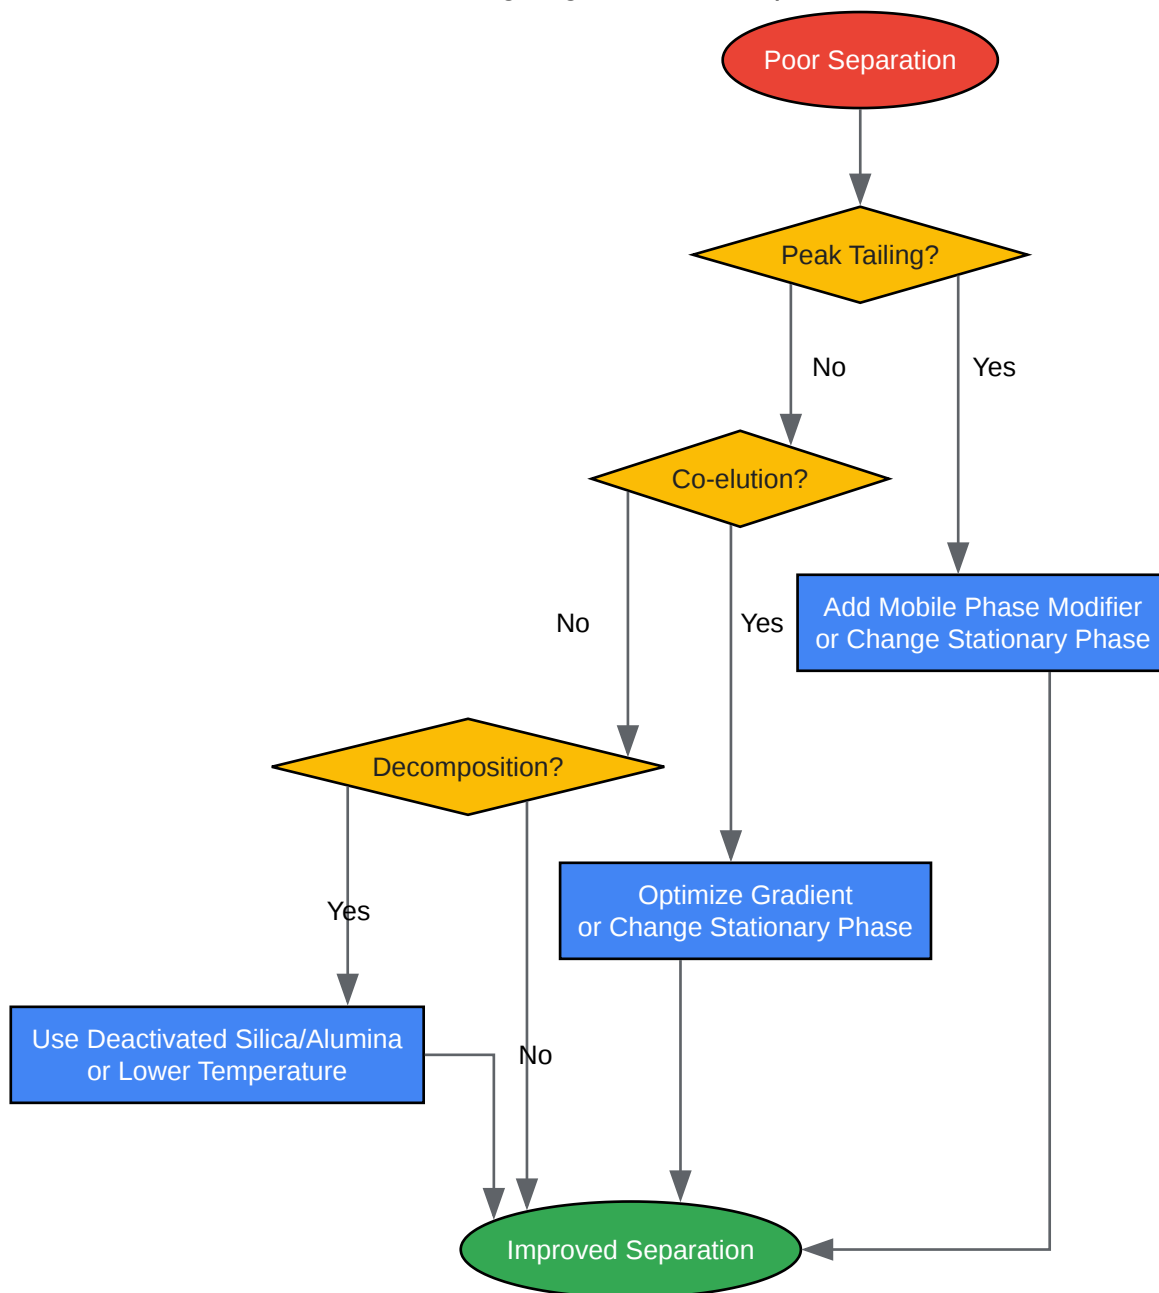 Poor Separation
Peak Tailing?
No
Yes
Co-elution?
No
Yes
Add Mobile Phase Modifier
or Change Stationary Phase
Decomposition?
Yes
Optimize Gradient
or Change Stationary Phase
Use Deactivated Silica/Alumina
or Lower Temperature
No
Improved Separation